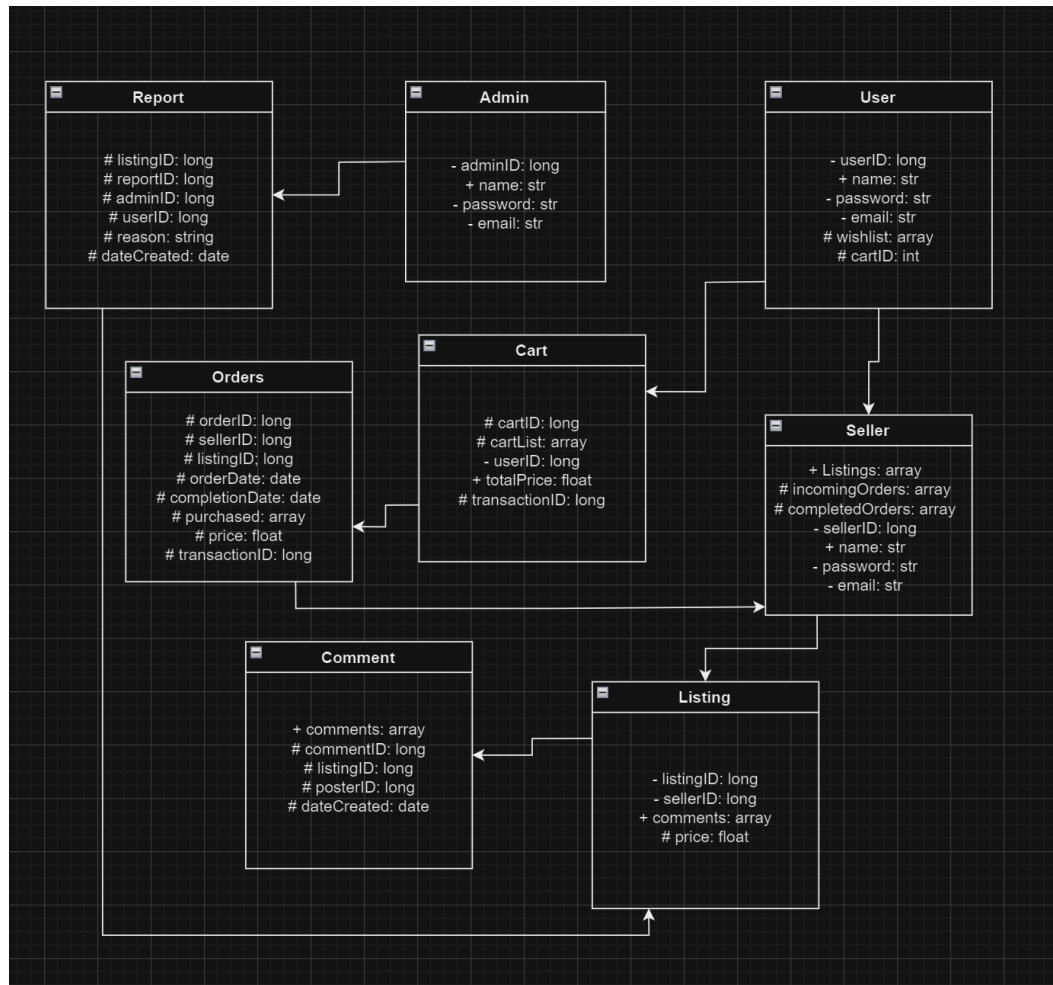 Report
# listingID: long
# reportID: long
# adminID: long
# userID: long
# reason: string
# dateCreated: date
Admin
- adminID: long
+ name: str
- password: str
- email: str
User
- userID: long
+ name: str
- password: str
- email: str
# wishlist: array
# cartID: int
Orders
# orderID: long
# sellerID: long
# listingID; long
# orderDate: date
# completionDate: date
# purchased: array
# price: float
# transactionID: long
Cart
# cartID: long
# cartList: array
- userID: long
+ totalPrice: float
# transactionID: long
Seller
+ Listings: array
# incomingOrders: array
# completedOrders: array
- sellerID: long
+ name: str
- password: str
- email: str
Comment
+ comments: array
# commentID: long
# listingID: long
# posterID: long
# dateCreated: date
Listing
- listingID: long
- sellerID: long
+ comments: array
# price: float